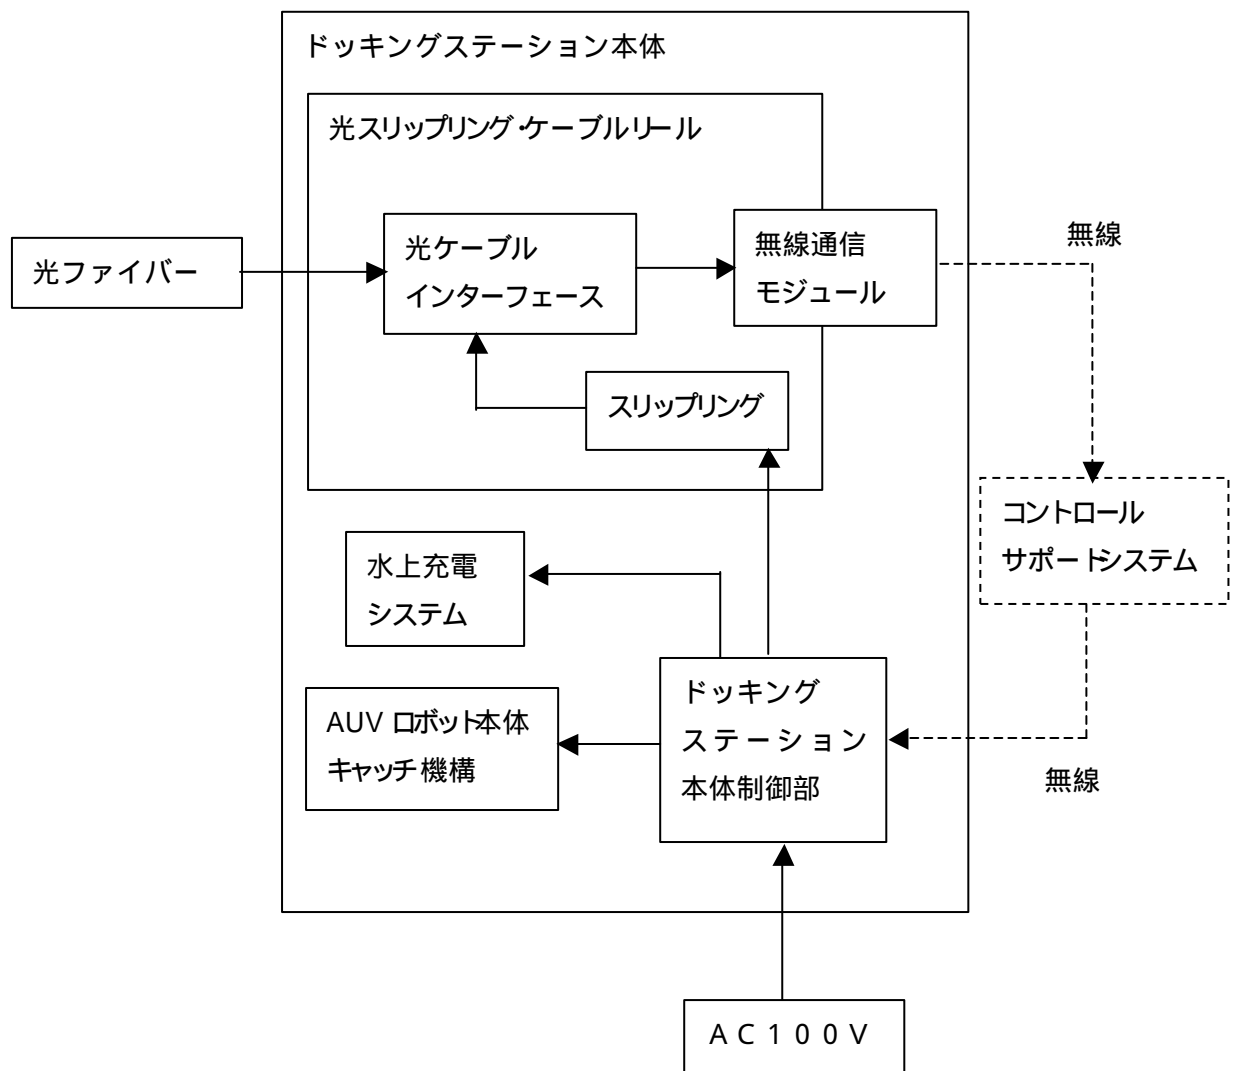 ドッキングステーション本体
光スリップリング・ケーブルリール
光ファイバー
光ケーブル
インターフェース
無線通信
モジュール
無線
スリップリング
コントロール
サポートシステム
水上充電
システム
AUV ロボット本体
キャッチ機構
ドッキング
ステーション
本体制御部
無線
AC100V